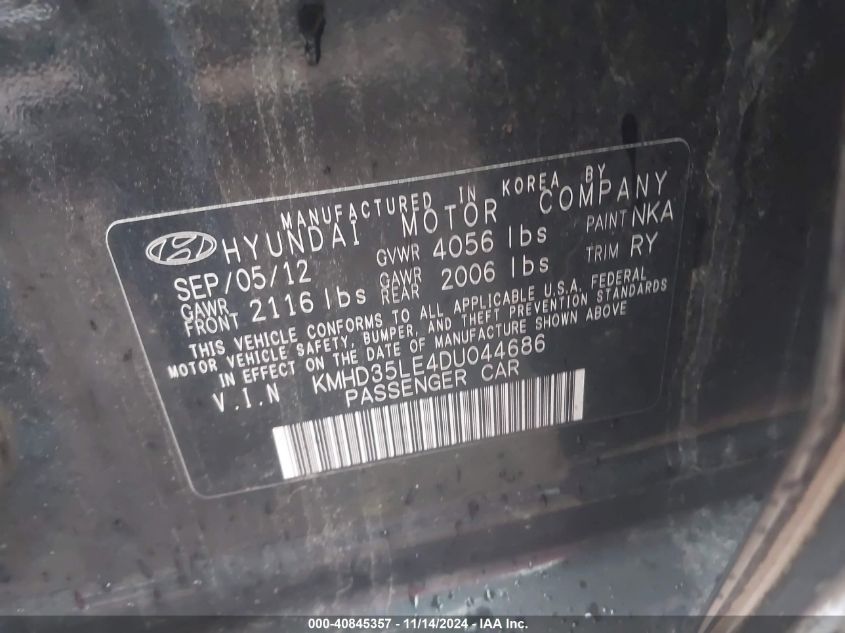 MANUFACTURED IN KOREA BY
HYUNDAI MOTOR COMPANY
SEP/05/12 GVWR 4056 lbs PAINT NKA
GAWR FRONT 2116 lbs GAWR REAR 2006 lbs TRIM RY
THIS VEHICLE CONFORMS TO ALL APPLICABLE U.S.A. FEDERAL
MOTOR VEHICLE SAFETY, BUMPER, AND THEFT PREVENTION STANDARDS
IN EFFECT ON THE DATE OF MANUFACTURE SHOWN ABOVE
V.I.N KMHD35LE4DU044686
PASSENGER CAR
000-40845357 - 11/14/2024 - IAA Inc.